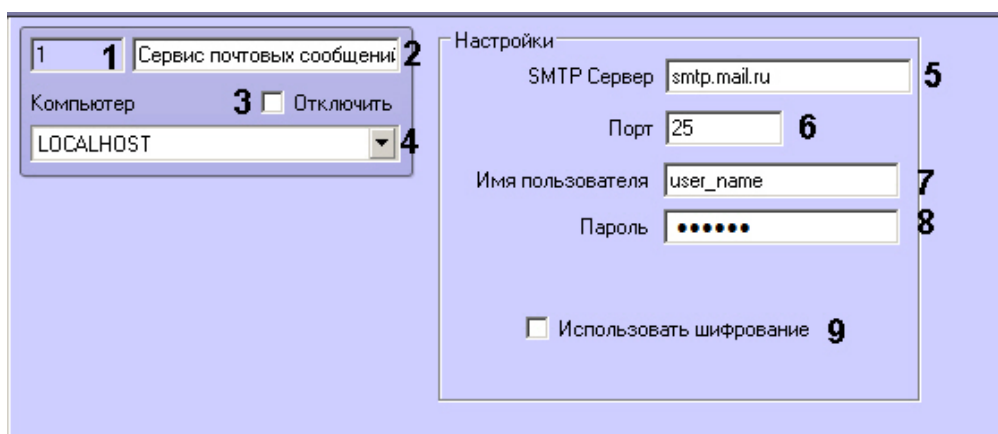 1 1 Сервис почтовых сообщений 2
Компьютер 3 Отключить
LOCALHOST 4
Настройки
SMTP Сервер smtp.mail.ru 5
Порт 25 6
Имя пользователя user_name 7
Пароль •••••• 8
Использовать шифрование 9